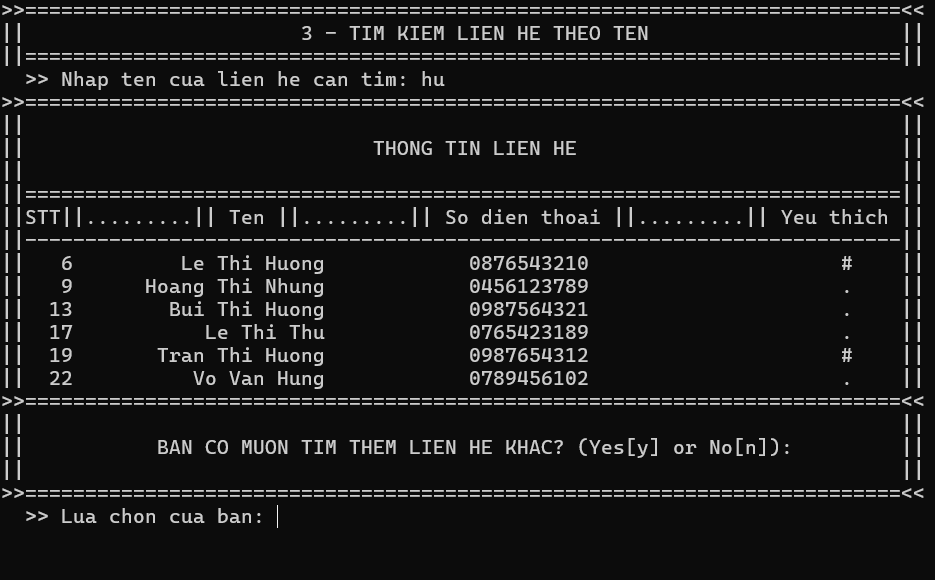 >>=========================================================================<<
||                       3 - TIM KIEM LIEN HE THEO TEN                     ||
||=========================================================================||
  >> Nhap ten cua lien he can tim: hu
>>=========================================================================<<
||                                                                         ||
||                             THONG TIN LIEN HE                           ||
||                                                                         ||
||=========================================================================||
||STT||.........|| Ten ||.........|| So dien thoai ||.........|| Yeu thich ||
||-------------------------------------------------------------------------||
||   6         Le Thi Huong            0876543210                     #    ||
||   9      Hoang Thi Nhung            0456123789                     .    ||
||  13        Bui Thi Huong            0987564321                     .    ||
||  17           Le Thi Thu            0765423189                     .    ||
||  19       Tran Thi Huong            0987654312                     #    ||
||  22          Vo Van Hung            0789456102                     .    ||
>>=========================================================================<<
||                                                                         ||
||           BAN CO MUON TIM THEM LIEN HE KHAC? (Yes[y] or No[n]):         ||
||                                                                         ||
>>=========================================================================<<
  >> Lua chon cua ban: